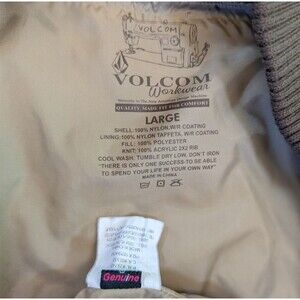 VOLCOM
VOLCOM
Workwear
QUALITY MADE FIT FOR COMFORT
LARGE
SHELL:100% NYLON,W/R COATING
LINING:100% NYLON TAFFETA, W/R COATING
FILL: 100% POLYESTER
KNIT: 100% ACRYLIC 2X2 RIB
COOL WASH, TUMBLE DRY LOW, DON'T IRON
"THERE IS ONLY ONE SUCCESS-TO BE ABLE
TO SPEND YOUR LIFE IN YOUR OWN WAY"
MADE IN CHINA
Genuine